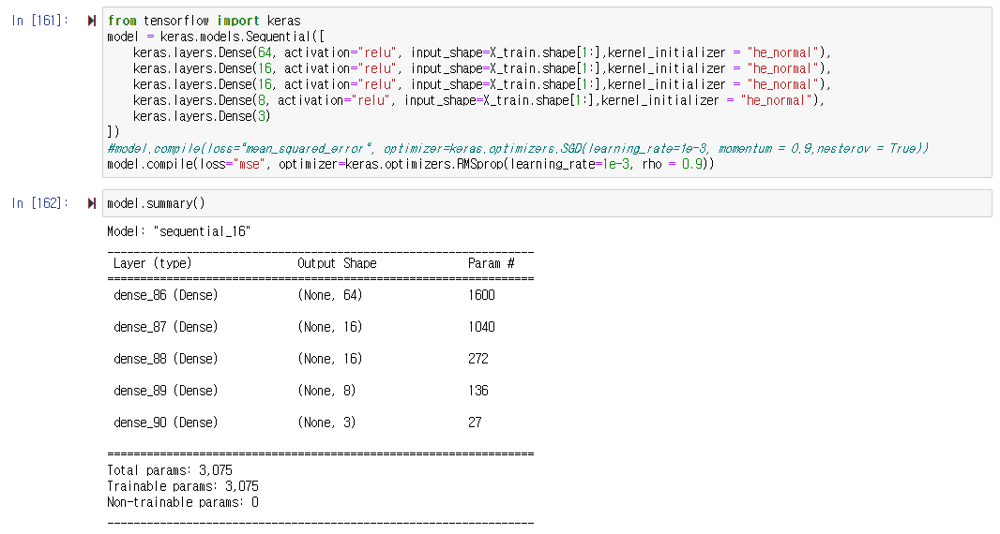 In [161]:
from tensorflow import keras
model = keras.models.Sequential([
    keras.layers.Dense(64, activation="relu", input_shape=X_train.shape[1:],kernel_initializer = "he_normal"),
    keras.layers.Dense(16, activation="relu", input_shape=X_train.shape[1:],kernel_initializer = "he_normal"),
    keras.layers.Dense(16, activation="relu", input_shape=X_train.shape[1:],kernel_initializer = "he_normal"),
    keras.layers.Dense(8, activation="relu", input_shape=X_train.shape[1:],kernel_initializer = "he_normal"),
    keras.layers.Dense(3)
])
#model.compile(loss="mean_squared_error", optimizer=keras.optimizers.SGD(learning_rate=1e-3, momentum = 0.9,nesterov = True))
model.compile(loss="mse", optimizer=keras.optimizers.RMSprop(learning_rate=1e-3, rho = 0.9))
In [162]:
model.summary()
Model: "sequential_16"
_________________________________________________________________
Layer (type) Output Shape Param #
=================================================================
dense_86 (Dense) (None, 64) 1600
dense_87 (Dense) (None, 16) 1040
dense_88 (Dense) (None, 16) 272
dense_89 (Dense) (None, 8) 136
dense_90 (Dense) (None, 3) 27
=================================================================
Total params: 3,075
Trainable params: 3,075
Non-trainable params: 0
_________________________________________________________________